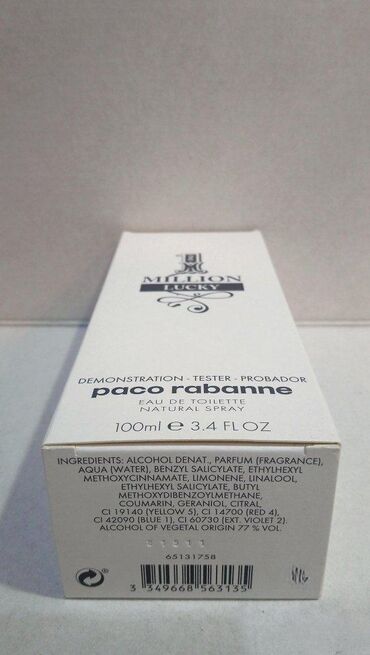 1
MILLION
LUCKY
DEMONSTRATION - TESTER - PROBADOR
paco rabanne
EAU DE TOILETTE
NATURAL SPRAY
100ml e 3.4 FL OZ
INGREDIENTS: ALCOHOL DENAT., PARFUM (FRAGRANCE),
AQUA (WATER), BENZYL SALICYLATE, ETHYLHEXYL
METHOXYCINNAMATE, LIMONENE, LINALOOL,
ETHYLHEXYL SALICYLATE, BUTYL
METHOXYDIBENZOYLMETHANE,
COUMARIN, GERANIOL, CITRAL,
CI 19140 (YELLOW 5), CI 14700 (RED 4),
CI 42090 (BLUE 1), CI 60730 (EXT. VIOLET 2).
ALCOHOL OF VEGETAL ORIGIN 77 % VOL.
65131758
3 349668 563135